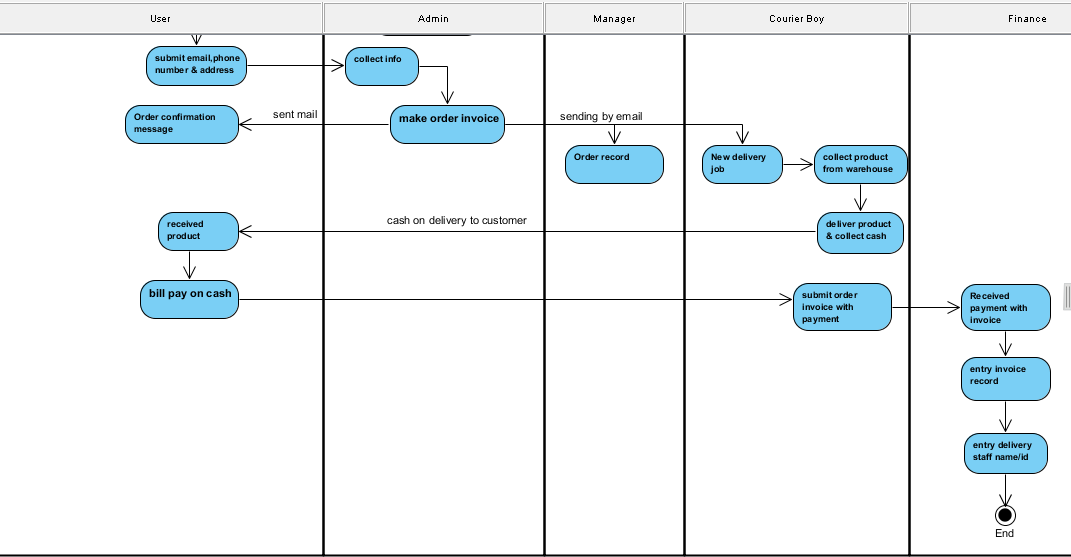 User
Admin
Manager
Courier Boy
Finance
submit email,phone
number & address
collect info
Order confirmation
message
sent mail
make order invoice
sending by email
Order record
New delivery
job
collect product
from warehouse
received
product
cash on delivery to customer
deliver product
& collect cash
bill pay on cash
submit order
invoice with
payment
Received
payment with
invoice
entry invoice
record
entry delivery
staff name/id
End